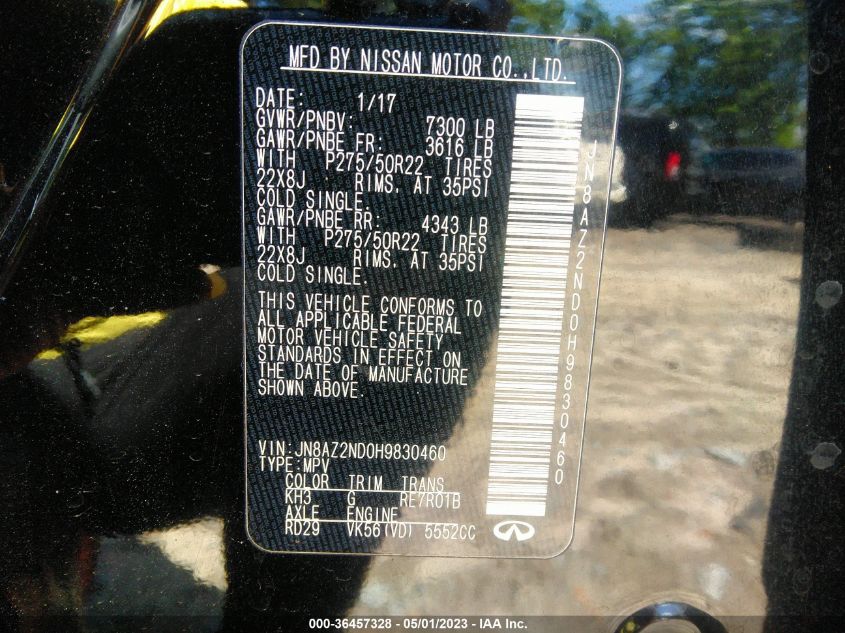 MFD BY NISSAN MOTOR CO.,LTD.
DATE: 1/17
GVWR/PNBV: 7300 LB
GAWR/PNBE FR: 3616 LB
WITH P275/50R22 TIRES
22X8J RIMS, AT 35PSI
COLD SINGLE.
GAWR/PNBE RR: 4343 LB
WITH P275/50R22 TIRES
22X8J RIMS, AT 35PSI
COLD SINGLE.
THIS VEHICLE CONFORMS TO
ALL APPLICABLE FEDERAL
MOTOR VEHICLE SAFETY
STANDARDS IN EFFECT ON
THE DATE OF MANUFACTURE
SHOWN ABOVE.
VIN:JN8AZ2ND0H9830460
TYPE:MPV
COLOR TRIM TRANS
KH3 G RE7R01B
AXLE ENGINE
RD29 VK56(VD) 5552CC
JN8AZ2ND0H9830460
000-36457328 - 05/01/2023 - IAA Inc.